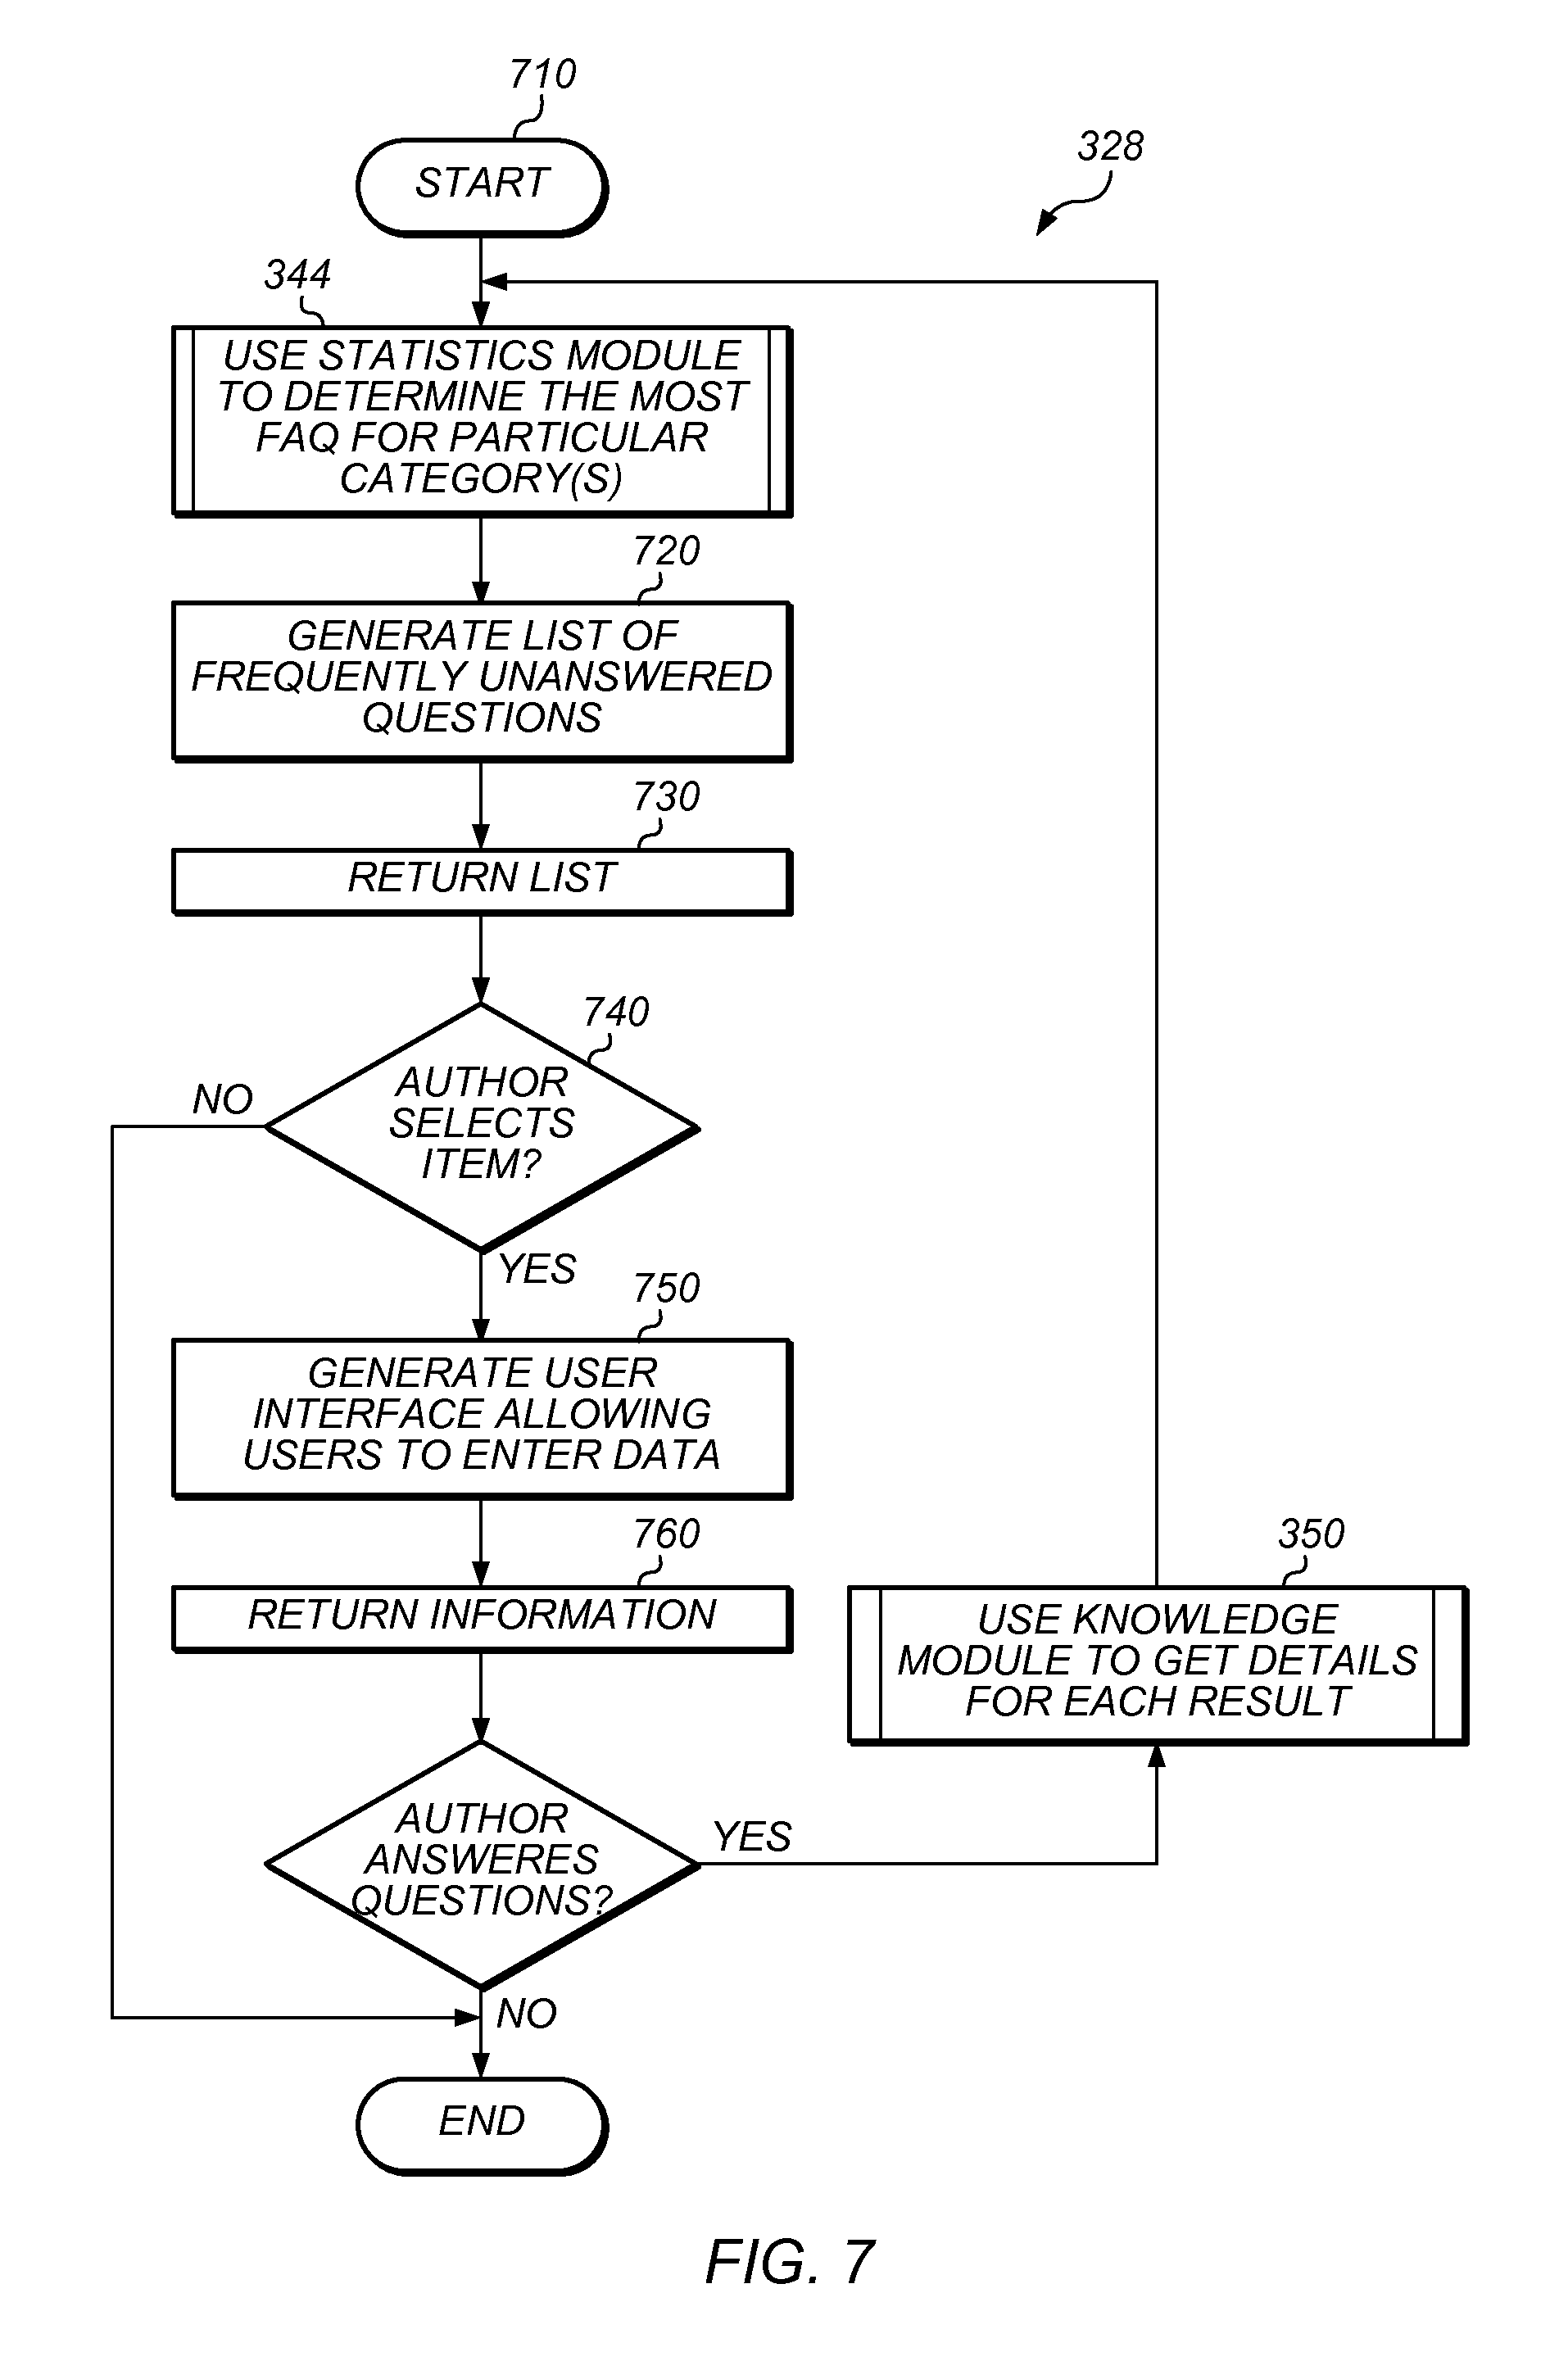 710
START
328
344
USE STATISTICS MODULE
TO DETERMINE THE MOST
FAQ FOR PARTICULAR
CATEGORY(S)
720
GENERATE LIST OF
FREQUENTLY UNANSWERED
QUESTIONS
730
RETURN LIST
740
AUTHOR
SELECTS
ITEM?
NO
YES
750
GENERATE USER
INTERFACE ALLOWING
USERS TO ENTER DATA
760
RETURN INFORMATION
350
USE KNOWLEDGE
MODULE TO GET DETAILS
FOR EACH RESULT
AUTHOR
ANSWERES
QUESTIONS?
YES
NO
END
FIG. 7